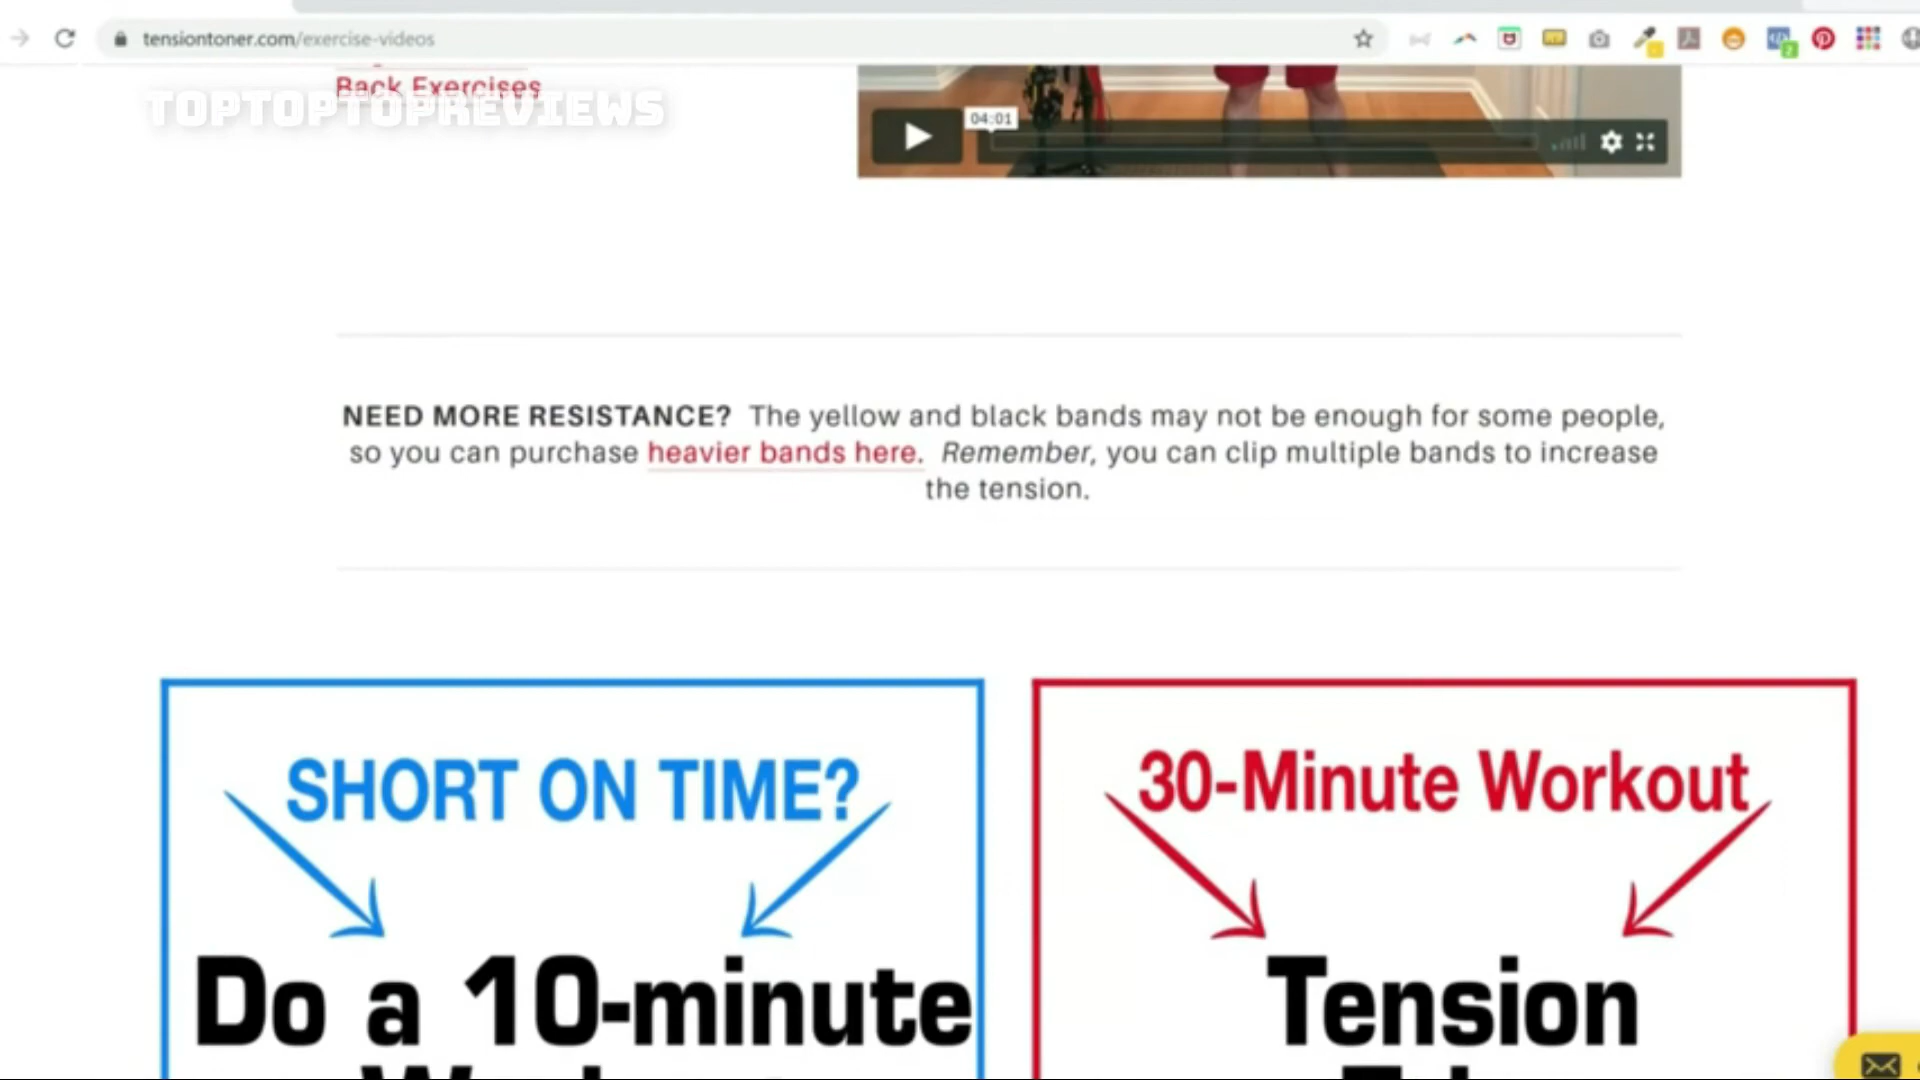 tensiontoner.com/exercise-videos
Back Exercises
TOPTOPTOPREVIEWS
04:01
NEED MORE RESISTANCE? The yellow and black bands may not be enough for some people,
so you can purchase heavier bands here. Remember, you can clip multiple bands to increase
the tension.
SHORT ON TIME?
Do a 10-minute
30-Minute Workout
Tension